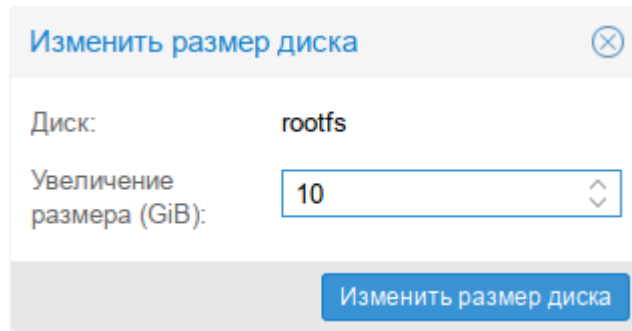 Изменить размер диска
Диск: rootfs
Увеличение
размера (GiB): 10
Изменить размер диска